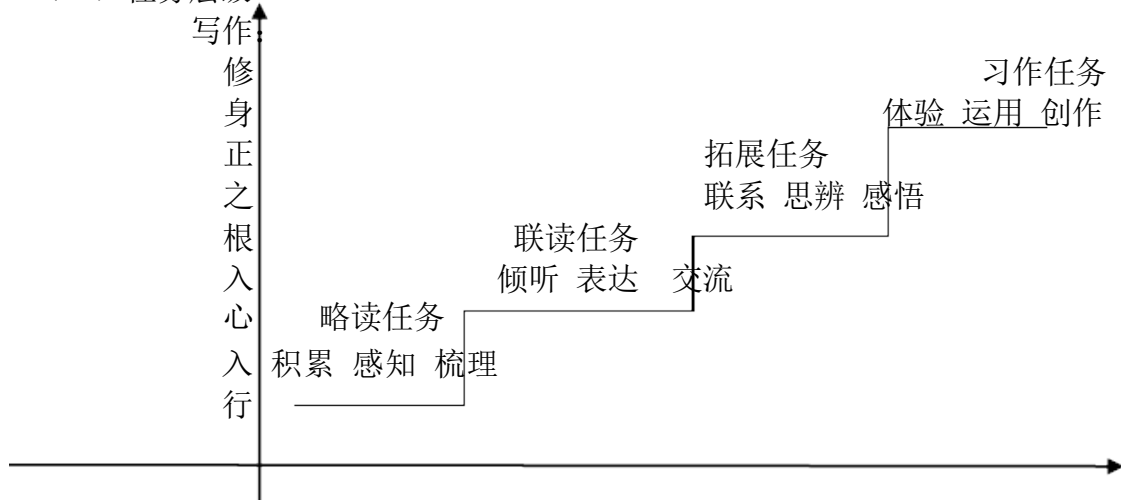 写作:
修身正之根入心入行
习作任务
体验 运用 创作
拓展任务
联系 思辨 感悟
联读任务
倾听 表达 交流
略读任务
积累 感知 梳理